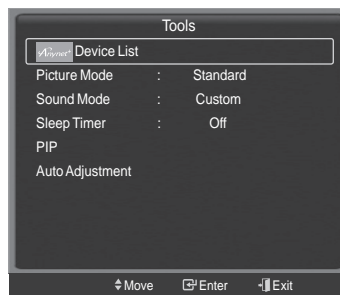 Tools
Anynet+ Device List
Picture Mode : Standard
Sound Mode : Custom
Sleep Timer : Off
PIP
Auto Adjustment
Move Enter Exit